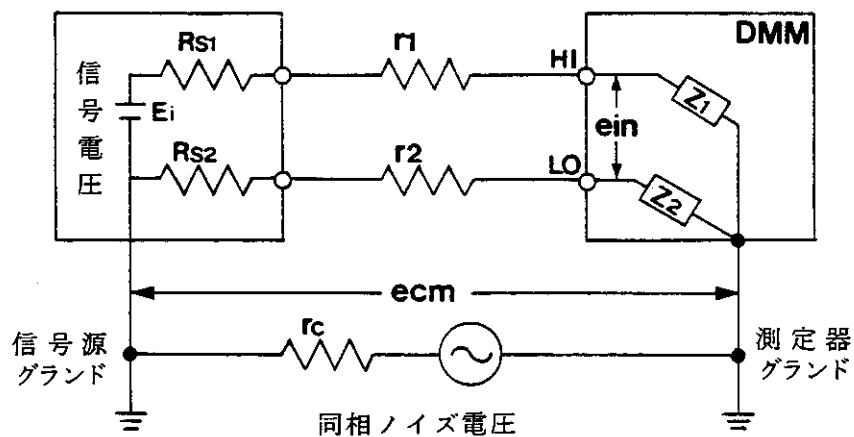 RS1
r1
HI
DMM
信号電圧
Ei
Z1
ein
RS2
r2
LO
Z2
ecm
rc
信号源
グランド
測定器
グランド
同相ノイズ電圧